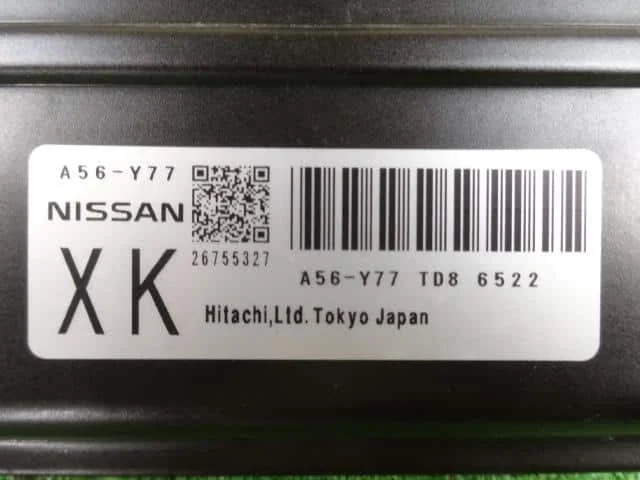 A56-Y77
NISSAN
XK
26755327
A56-Y77 TD8 6522
Hitachi,Ltd. Tokyo Japan